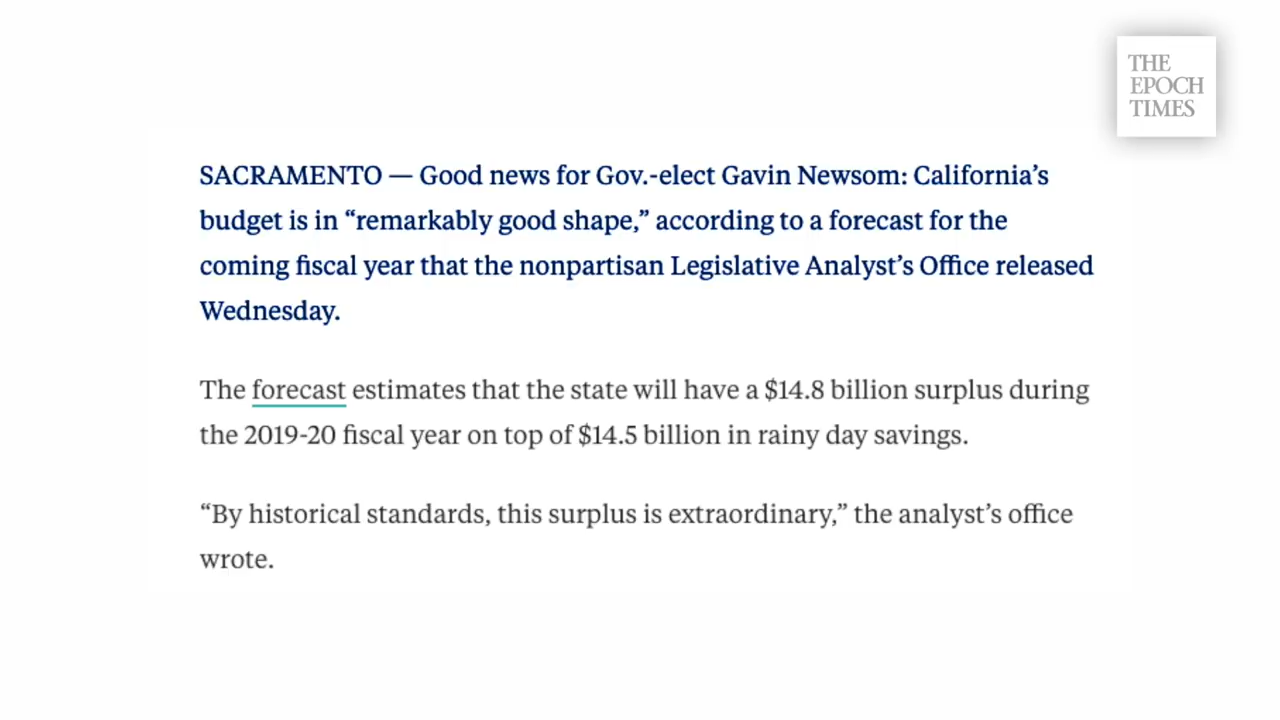 THE
EPOCH
TIMES
SACRAMENTO — Good news for Gov.-elect Gavin Newsom: California’s
budget is in “remarkably good shape,” according to a forecast for the
coming fiscal year that the nonpartisan Legislative Analyst’s Office released
Wednesday.
The forecast estimates that the state will have a $14.8 billion surplus during
the 2019-20 fiscal year on top of $14.5 billion in rainy day savings.
“By historical standards, this surplus is extraordinary,” the analyst’s office
wrote.